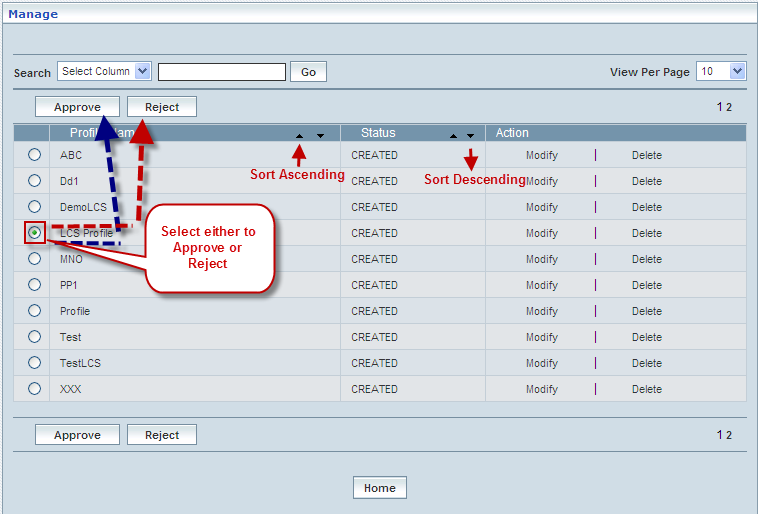 Manage
Search Select Column Go View Per Page 10
Approve Reject 1 2
Profile Nam Status Action
ABC CREATED Modify | Delete
Sort Ascending Sort Descending
Dd1 CREATED Modify | Delete
DemoLCS CREATED Modify | Delete
LCS Profile CREATED Modify | Delete
Select either to
Approve or
Reject
MNO CREATED Modify | Delete
PP1 CREATED Modify | Delete
Profile CREATED Modify | Delete
Test CREATED Modify | Delete
TestLCS CREATED Modify | Delete
XXX CREATED Modify | Delete
Approve Reject 1 2
Home